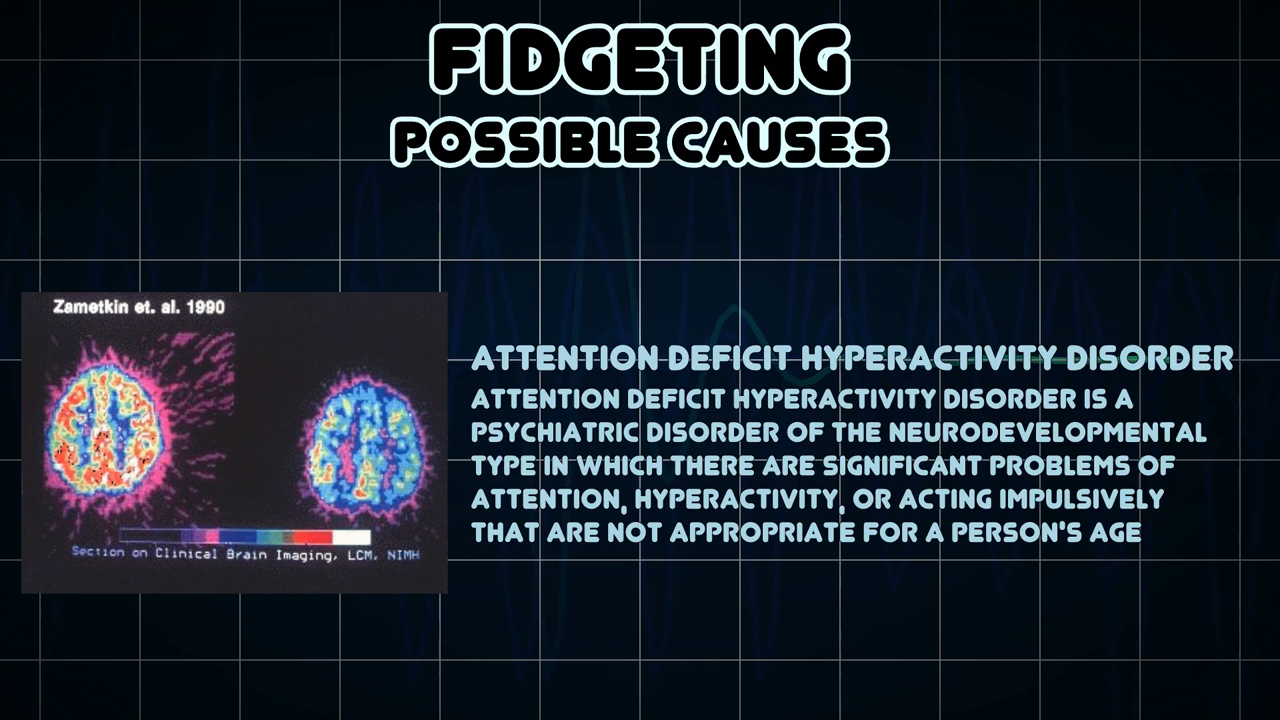 FIDGETING
POSSIBLE CAUSES
Zametkin et. al. 1990
Section on Clinical Brain Imaging, LCM, NIMH
ATTENTION DEFICIT HYPERACTIVITY DISORDER
ATTENTION DEFICIT HYPERACTIVITY DISORDER IS A
PSYCHIATRIC DISORDER OF THE NEURODEVELOPMENTAL
TYPE IN WHICH THERE ARE SIGNIFICANT PROBLEMS OF
ATTENTION, HYPERACTIVITY, OR ACTING IMPULSIVELY
THAT ARE NOT APPROPRIATE FOR A PERSON'S AGE